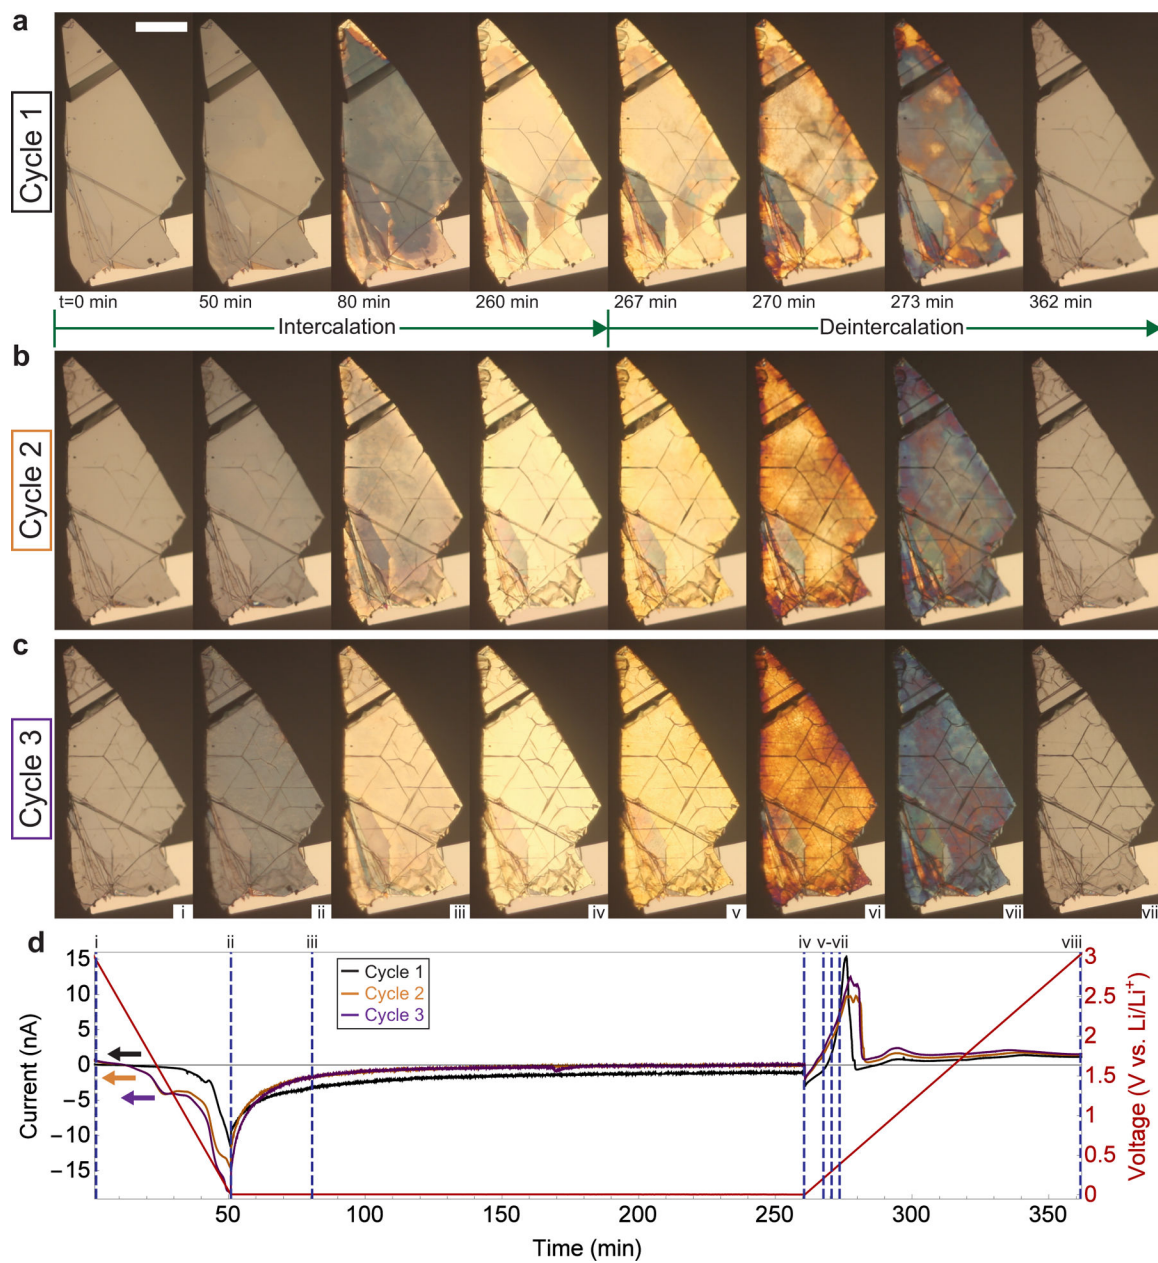 a
Cycle 1
t=0 min 50 min 80 min 260 min 267 min 270 min 273 min 362 min
Intercalation Deintercalation
b
Cycle 2
c
Cycle 3
i ii iii iv v vi vii vii
d
i ii iii iv v-vii viii
Cycle 1
Cycle 2
Cycle 3
15
10
5
0
−5
−10
−15
Current (nA)
3
2.5
2
1.5
1
0.5
0
Voltage (V vs. Li/Li⁺)
50 100 150 200 250 300 350
Time (min)